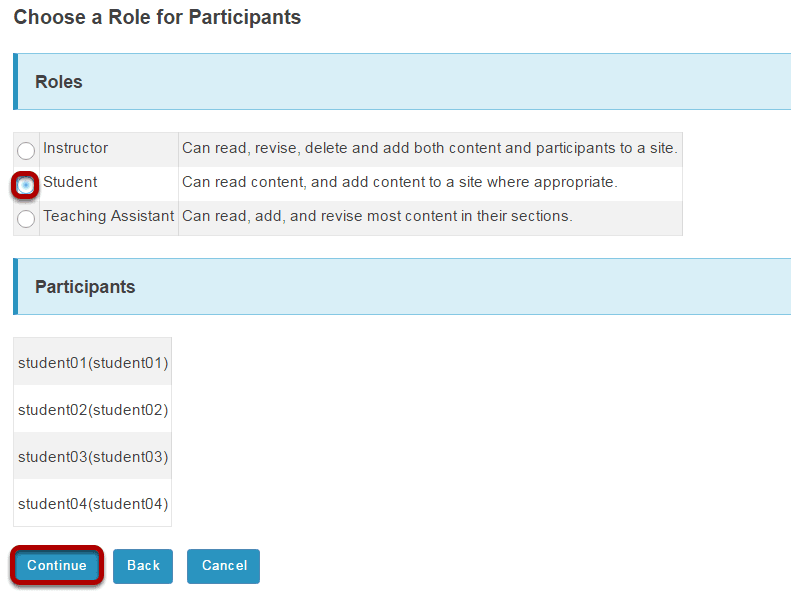 Choose a Role for Participants
Roles
Instructor Can read, revise, delete and add both content and participants to a site.
Student Can read content, and add content to a site where appropriate.
Teaching Assistant Can read, add, and revise most content in their sections.
Participants
student01(student01)
student02(student02)
student03(student03)
student04(student04)
Continue Back Cancel